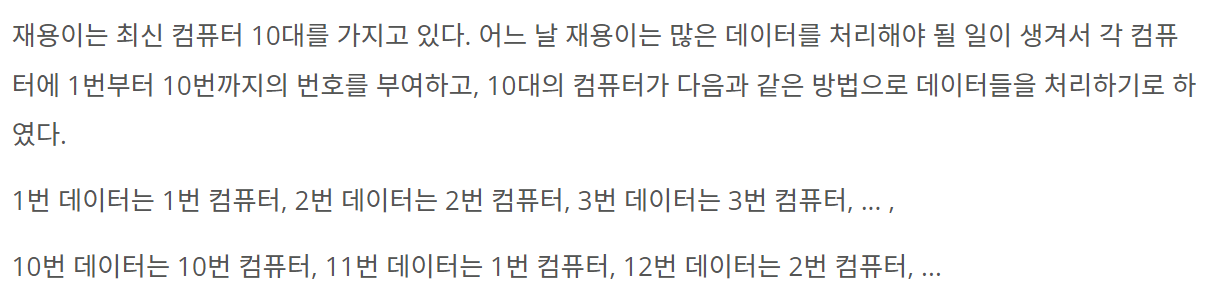 재용이는 최신 컴퓨터 10대를 가지고 있다. 어느 날 재용이는 많은 데이터를 처리해야 될 일이 생겨서 각 컴퓨
터에 1번부터 10번까지의 번호를 부여하고, 10대의 컴퓨터가 다음과 같은 방법으로 데이터들을 처리하기로 하
였다.
1번 데이터는 1번 컴퓨터, 2번 데이터는 2번 컴퓨터, 3번 데이터는 3번 컴퓨터, ... ,
10번 데이터는 10번 컴퓨터, 11번 데이터는 1번 컴퓨터, 12번 데이터는 2번 컴퓨터, ...